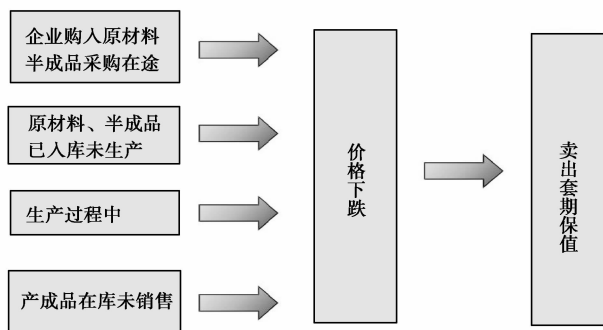 企业购入原材料
半成品采购在途
原材料、半成品
已入库未生产
生产过程中
产成品在库未销售
价格下跌
卖出套期保值